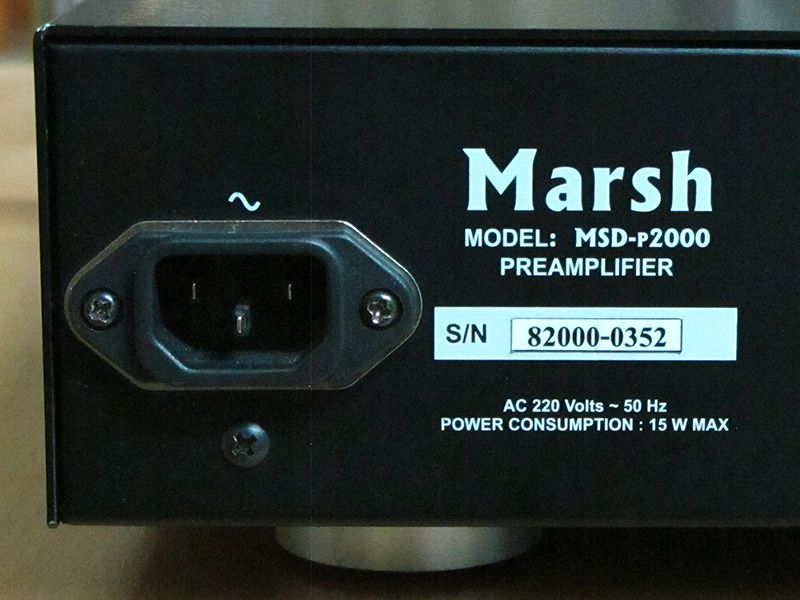 ~
Marsh
MODEL: MSD-P2000
PREAMPLIFIER
S/N 82000-0352
AC 220 Volts ~ 50 Hz
POWER CONSUMPTION : 15 W MAX